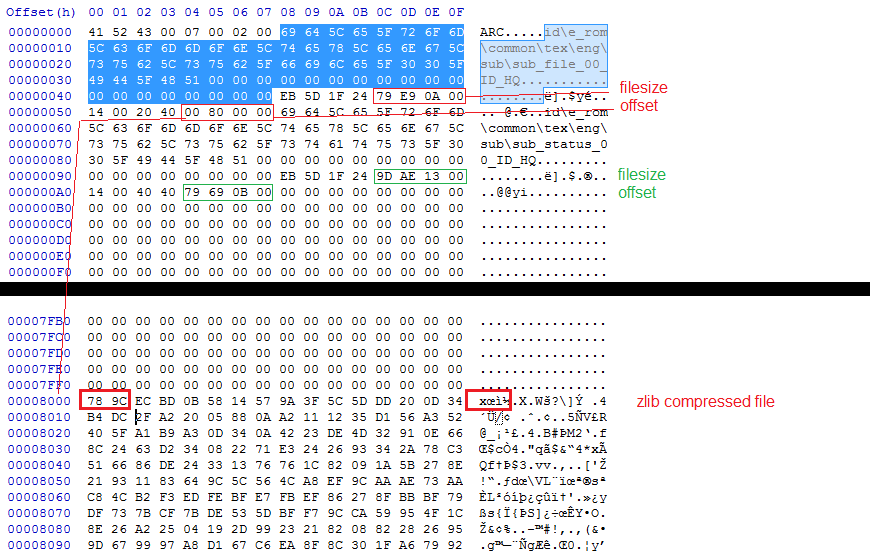 Offset(h) 00 01 02 03 04 05 06 07 08 09 0A 0B 0C 0D 0E 0F
00000000 41 52 43 00 07 00 02 00 69 64 5C 65 5F 72 6F 6D ARC.....id\e_rom
00000010 5C 63 6F 6D 6D 6F 6E 5C 74 65 78 5C 65 6E 67 5C \common\tex\eng\
00000020 73 75 62 5C 73 75 62 5F 66 69 6C 65 5F 30 30 5F sub\sub_file_00_
00000030 49 44 5F 48 51 00 00 00 00 00 00 00 00 00 00 00 ID_HQ...........
00000040 00 00 00 00 00 00 00 00 EB 5D 1F 24 79 E9 0A 00 ........ë].$yé..
filesize
offset
00000050 14 00 20 40 00 80 00 00 69 64 5C 65 5F 72 6F 6D .. @.€..id\e_rom
00000060 5C 63 6F 6D 6D 6F 6E 5C 74 65 78 5C 65 6E 67 5C \common\tex\eng\
00000070 73 75 62 5C 73 75 62 5F 73 74 61 74 75 73 5F 30 sub\sub_status_0
00000080 30 5F 49 44 5F 48 51 00 00 00 00 00 00 00 00 00 0_ID_HQ.........
00000090 00 00 00 00 00 00 00 00 EB 5D 1F 24 9D AE 13 00 ........ë].$.®..
filesize
offset
000000A0 14 00 40 40 79 69 0B 00 00 00 00 00 00 00 00 00 ..@@yi..........
000000B0 00 00 00 00 00 00 00 00 00 00 00 00 00 00 00 00 ................
000000C0 00 00 00 00 00 00 00 00 00 00 00 00 00 00 00 00 ................
000000D0 00 00 00 00 00 00 00 00 00 00 00 00 00 00 00 00 ................
000000E0 00 00 00 00 00 00 00 00 00 00 00 00 00 00 00 00 ................
000000F0 00 00 00 00 00 00 00 00 00 00 00 00 00 00 00 00 ................
00007FB0 00 00 00 00 00 00 00 00 00 00 00 00 00 00 00 00 ................
00007FC0 00 00 00 00 00 00 00 00 00 00 00 00 00 00 00 00 ................
00007FD0 00 00 00 00 00 00 00 00 00 00 00 00 00 00 00 00 ................
00007FE0 00 00 00 00 00 00 00 00 00 00 00 00 00 00 00 00 ................
00007FF0 00 00 00 00 00 00 00 00 00 00 00 00 00 00 00 00 ................
00008000 78 9C EC BD 0B 58 14 57 9A 3F 5C 5D DD 20 0D 34 xœì½.X.Wš?\]Ý .4
zlib compressed file
00008010 B4 DC 2F A2 20 05 88 0A A2 11 12 35 D1 56 A3 52 ´Ü/¢ .ˆ.¢..5ÑV£R
00008020 40 5F A1 B9 A3 0D 34 0A 42 23 DE 4D 32 91 0E 66 @_¡¹£.4.B#ÞM2‘.f
00008030 8C 24 63 D2 34 08 22 71 E3 24 26 93 34 2A 78 C3 Œ$cÒ4."qã$&“4*xÃ
00008040 51 66 86 DE 24 33 13 76 76 1C 82 09 1A 5B 27 8E Qf†Þ$3.vv.‚..['Ž
00008050 21 93 11 83 64 9C 5C 56 4C A8 EF 9C AA AE 73 AA !“.ƒdœ\VL¨ïœª®sª
00008060 C8 4C B2 F3 ED FE BF E7 FB EF 86 27 8F BB BF 79 ÈL²óíþ¿çûï†'.»¿y
00008070 DF 73 7B CF 7B DE 53 5D BF F7 9C CA 59 95 4F 1C ßs{Ï{ÞS]¿÷œÊY•O.
00008080 8E 26 A2 25 04 19 2D 99 23 21 82 08 82 28 26 95 Ž&¢%..-™#!‚.‚(&•
00008090 9D 67 99 97 A8 D1 67 C6 EA 8F 8C 30 1F A6 79 92 .g™—¨ÑgÆê.Œ0.¦y’